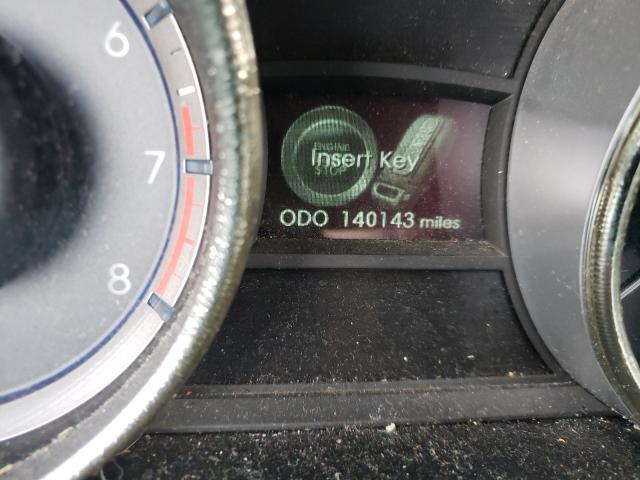 6
7
8
ENGINE
Insert Key
STOP
ODO 140143 miles